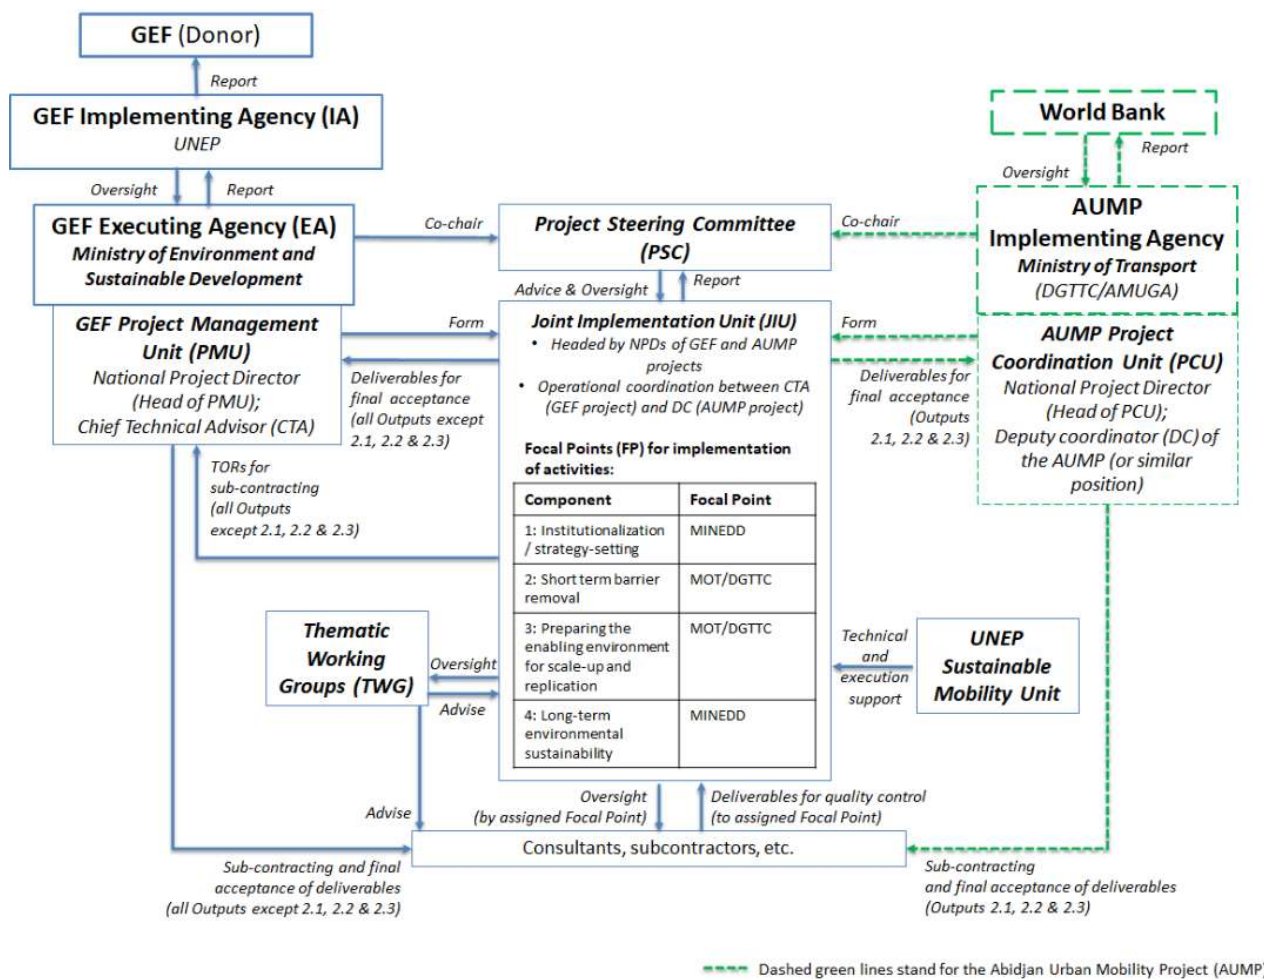 GEF (Donor)
Report
GEF Implementing Agency (IA)
UNEP
Oversight
Report
GEF Executing Agency (EA)
Ministry of Environment and
Sustainable Development
GEF Project Management
Unit (PMU)
National Project Director
(Head of PMU);
Chief Technical Advisor (CTA)
Co-chair
Project Steering Committee
(PSC)
Co-chair
World Bank
Report
Oversight
AUMP
Implementing Agency
Ministry of Transport
(DGTTC/AMUGA)
AUMP Project
Coordination Unit (PCU)
National Project Director
(Head of PCU);
Deputy coordinator (DC) of
the AUMP (or similar
position)
Advice & Oversight
Report
Form
Form
Deliverables for
final acceptance
(all Outputs except
2.1, 2.2 & 2.3)
Deliverables for
final acceptance
(Outputs
2.1, 2.2 & 2.3)
Joint Implementation Unit (JIU)
• Headed by NPDs of GEF and AUMP
projects
• Operational coordination between CTA
(GEF project) and DC (AUMP project)
Focal Points (FP) for implementation
of activities:
Component Focal Point
1: Institutionalization MINEDD
/ strategy-setting
2: Short term barrier MOT/DGTTC
removal
3: Preparing the MOT/DGTTC
enabling environment
for scale-up and
replication
4: Long-term MINEDD
environmental
sustainability
TORs for
sub-contracting
(all Outputs
except 2.1, 2.2 & 2.3)
Thematic
Working
Groups (TWG)
Oversight
Advise
Technical
and
execution
support
UNEP
Sustainable
Mobility Unit
Advise
Oversight
(by assigned Focal Point)
Deliverables for quality control
(to assigned Focal Point)
Consultants, subcontractors, etc.
Sub-contracting and final
acceptance of deliverables
(all Outputs except 2.1, 2.2 & 2.3)
Sub-contracting
and final acceptance of deliverables
(Outputs 2.1, 2.2 & 2.3)
Dashed green lines stand for the Abidjan Urban Mobility Project (AUMP)